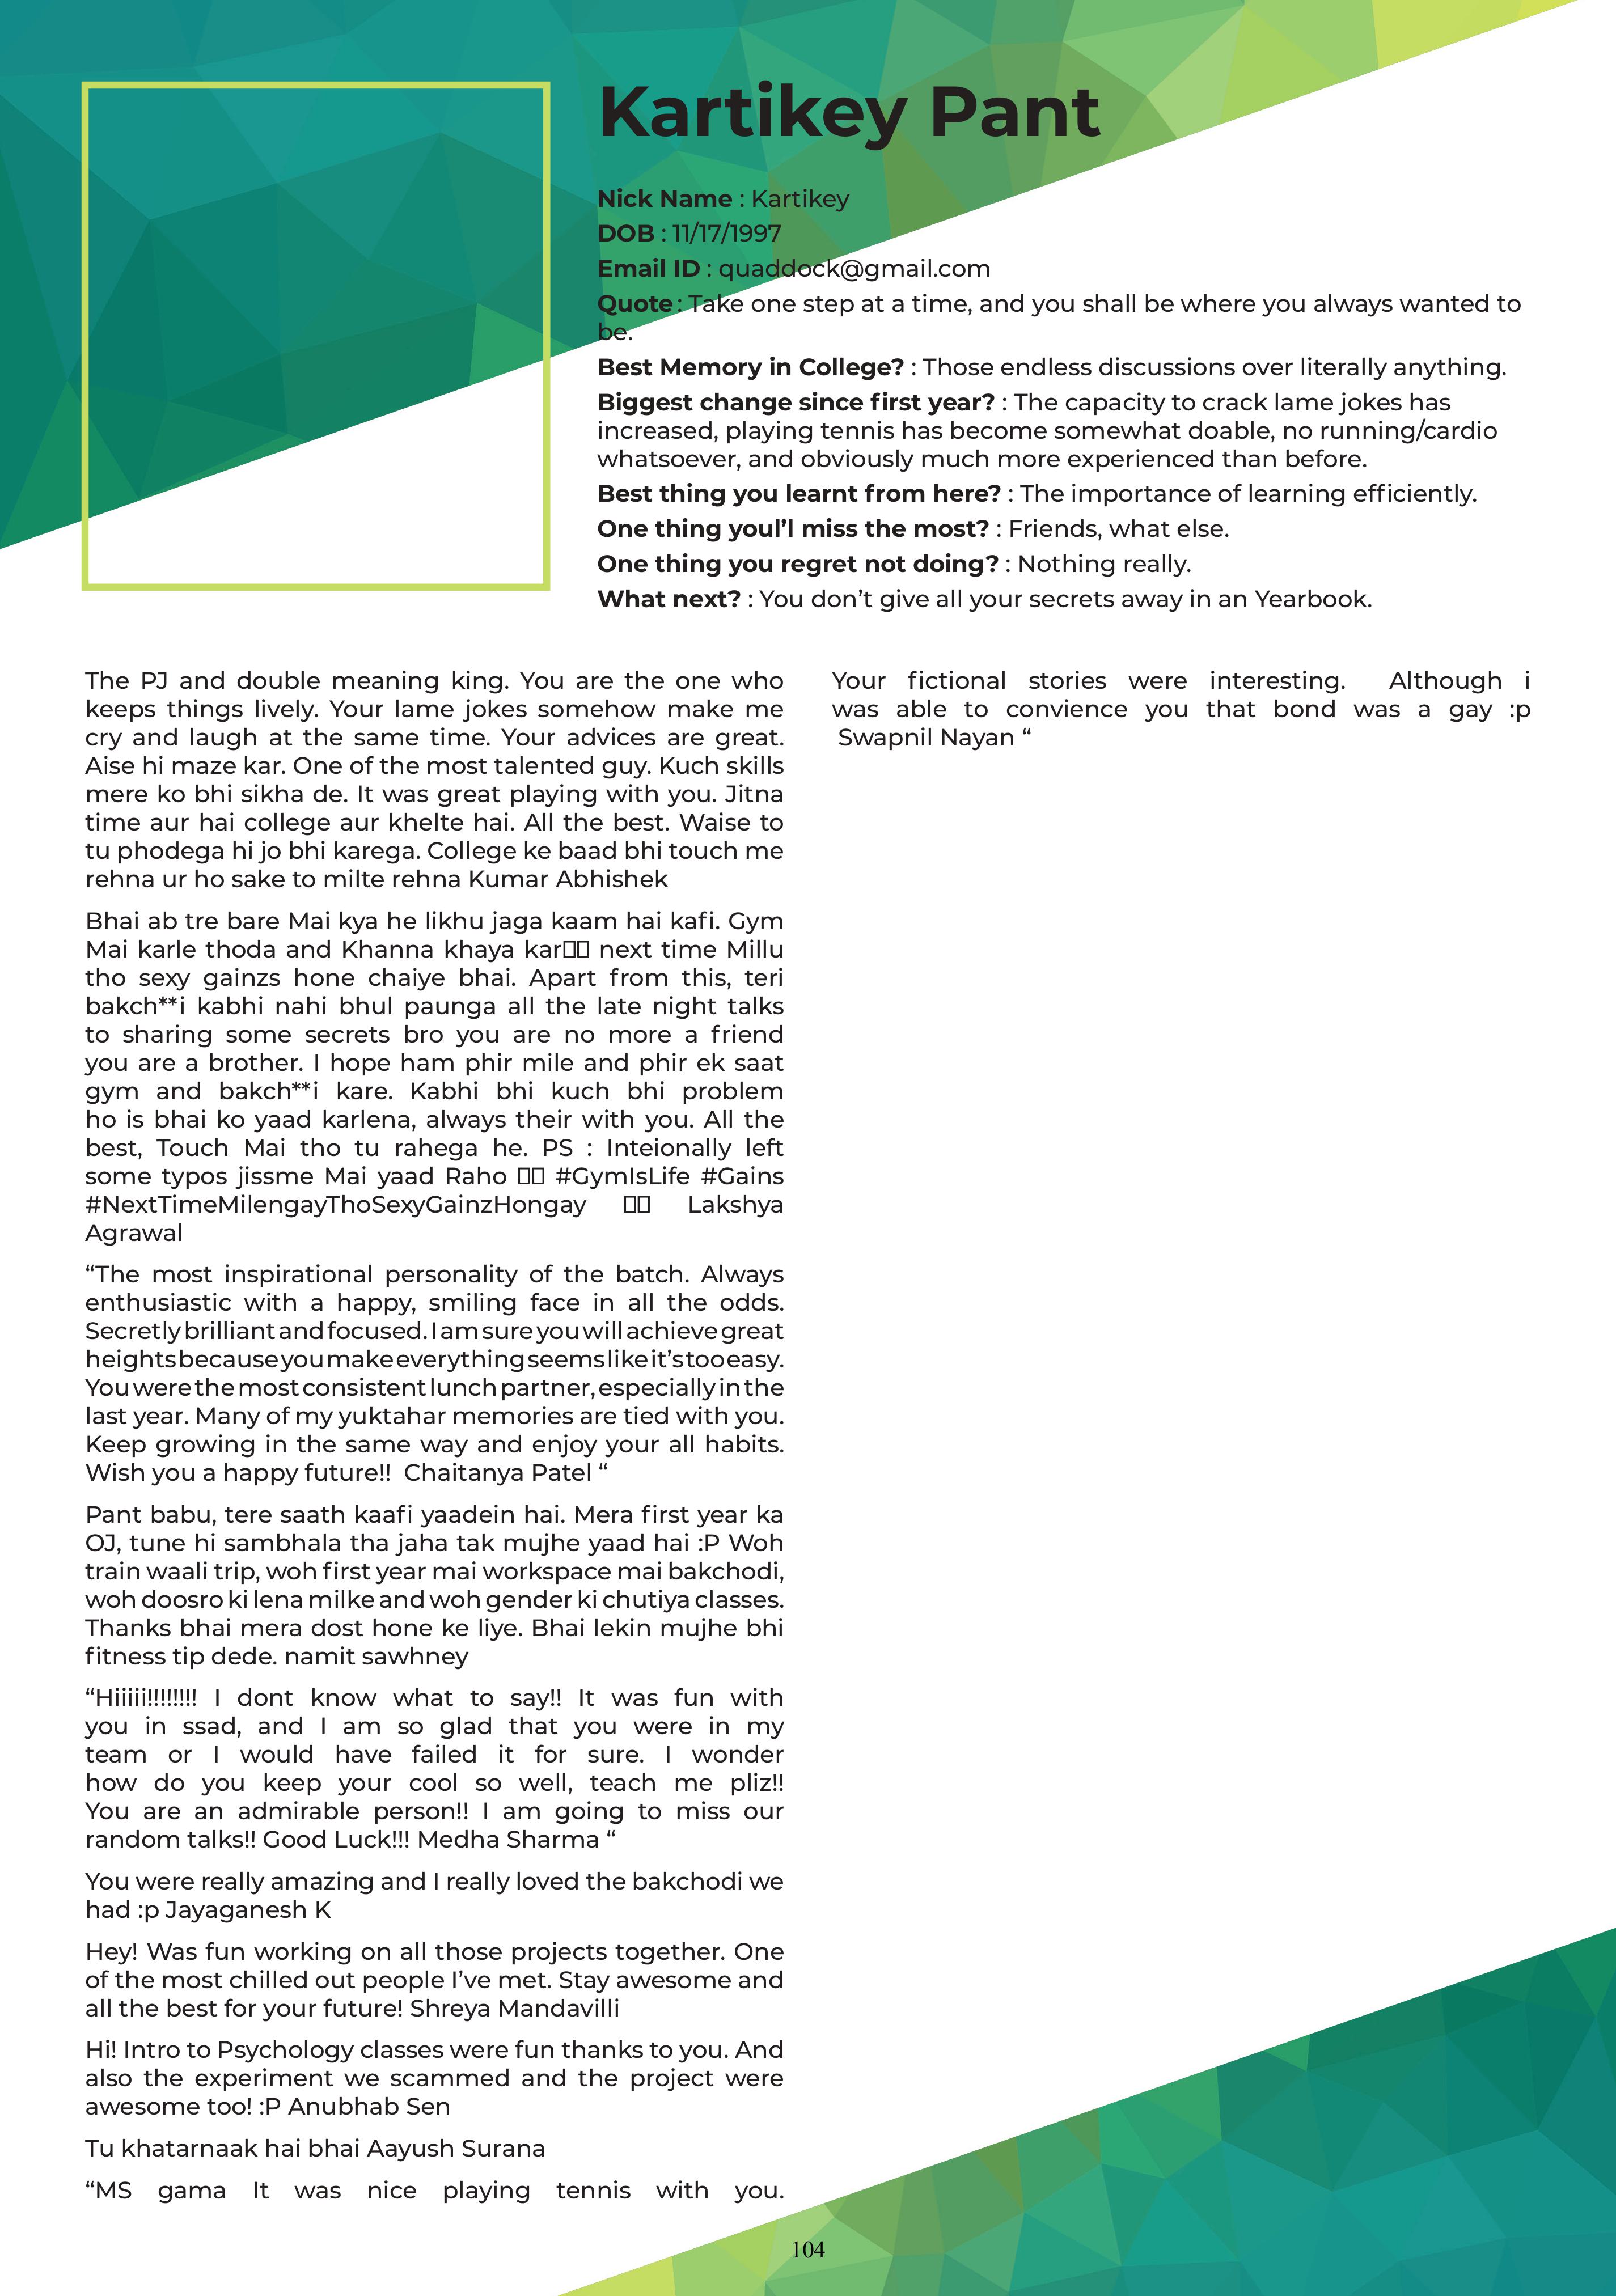 Kartikey Pant
Nick Name : Kartikey
DOB : 11/17/1997
Email ID : quaddock@gmail.com
Quote : Take one step at a time, and you shall be where you always wanted to
be.
Best Memory in College? : Those endless discussions over literally anything.
Biggest change since first year? : The capacity to crack lame jokes has
increased, playing tennis has become somewhat doable, no running/cardio
whatsoever, and obviously much more experienced than before.
Best thing you learnt from here? : The importance of learning efficiently.
One thing youl’l miss the most? : Friends, what else.
One thing you regret not doing? : Nothing really.
What next? : You don’t give all your secrets away in an Yearbook.
The PJ and double meaning king. You are the one who
keeps things lively. Your lame jokes somehow make me
cry and laugh at the same time. Your advices are great.
Aise hi maze kar. One of the most talented guy. Kuch skills
mere ko bhi sikha de. It was great playing with you. Jitna
time aur hai college aur khelte hai. All the best. Waise to
tu phodega hi jo bhi karega. College ke baad bhi touch me
rehna ur ho sake to milte rehna Kumar Abhishek
Bhai ab tre bare Mai kya he likhu jaga kaam hai kafi. Gym
Mai karle thoda and Khanna khaya kar▯▯ next time Millu
tho sexy gainzs hone chaiye bhai. Apart from this, teri
bakch**i kabhi nahi bhul paunga all the late night talks
to sharing some secrets bro you are no more a friend
you are a brother. I hope ham phir mile and phir ek saat
gym and bakch**i kare. Kabhi bhi kuch bhi problem
ho is bhai ko yaad karlena, always their with you. All the
best, Touch Mai tho tu rahega he. PS : Inteionally left
some typos jissme Mai yaad Raho ▯▯ #GymIsLife #Gains
#NextTimeMilengayThoSexyGainzHongay ▯▯ Lakshya
Agrawal
“The most inspirational personality of the batch. Always
enthusiastic with a happy, smiling face in all the odds.
Secretly brilliant and focused. I am sure you will achieve great
heights because you make everything seems like it’s too easy.
You were the most consistent lunch partner, especially in the
last year. Many of my yuktahar memories are tied with you.
Keep growing in the same way and enjoy your all habits.
Wish you a happy future!! Chaitanya Patel “
Pant babu, tere saath kaafi yaadein hai. Mera first year ka
OJ, tune hi sambhala tha jaha tak mujhe yaad hai :P Woh
train waali trip, woh first year mai workspace mai bakchodi,
woh doosro ki lena milke and woh gender ki chutiya classes.
Thanks bhai mera dost hone ke liye. Bhai lekin mujhe bhi
fitness tip dede. namit sawhney
“Hiiiii!!!!!!!! I dont know what to say!! It was fun with
you in ssad, and I am so glad that you were in my
team or I would have failed it for sure. I wonder
how do you keep your cool so well, teach me pliz!!
You are an admirable person!! I am going to miss our
random talks!! Good Luck!!! Medha Sharma “
You were really amazing and I really loved the bakchodi we
had :p Jayaganesh K
Hey! Was fun working on all those projects together. One
of the most chilled out people I’ve met. Stay awesome and
all the best for your future! Shreya Mandavilli
Hi! Intro to Psychology classes were fun thanks to you. And
also the experiment we scammed and the project were
awesome too! :P Anubhab Sen
Tu khatarnaak hai bhai Aayush Surana
“MS gama It was nice playing tennis with you.
Your fictional stories were interesting. Although i
was able to convience you that bond was a gay :p
Swapnil Nayan “
104